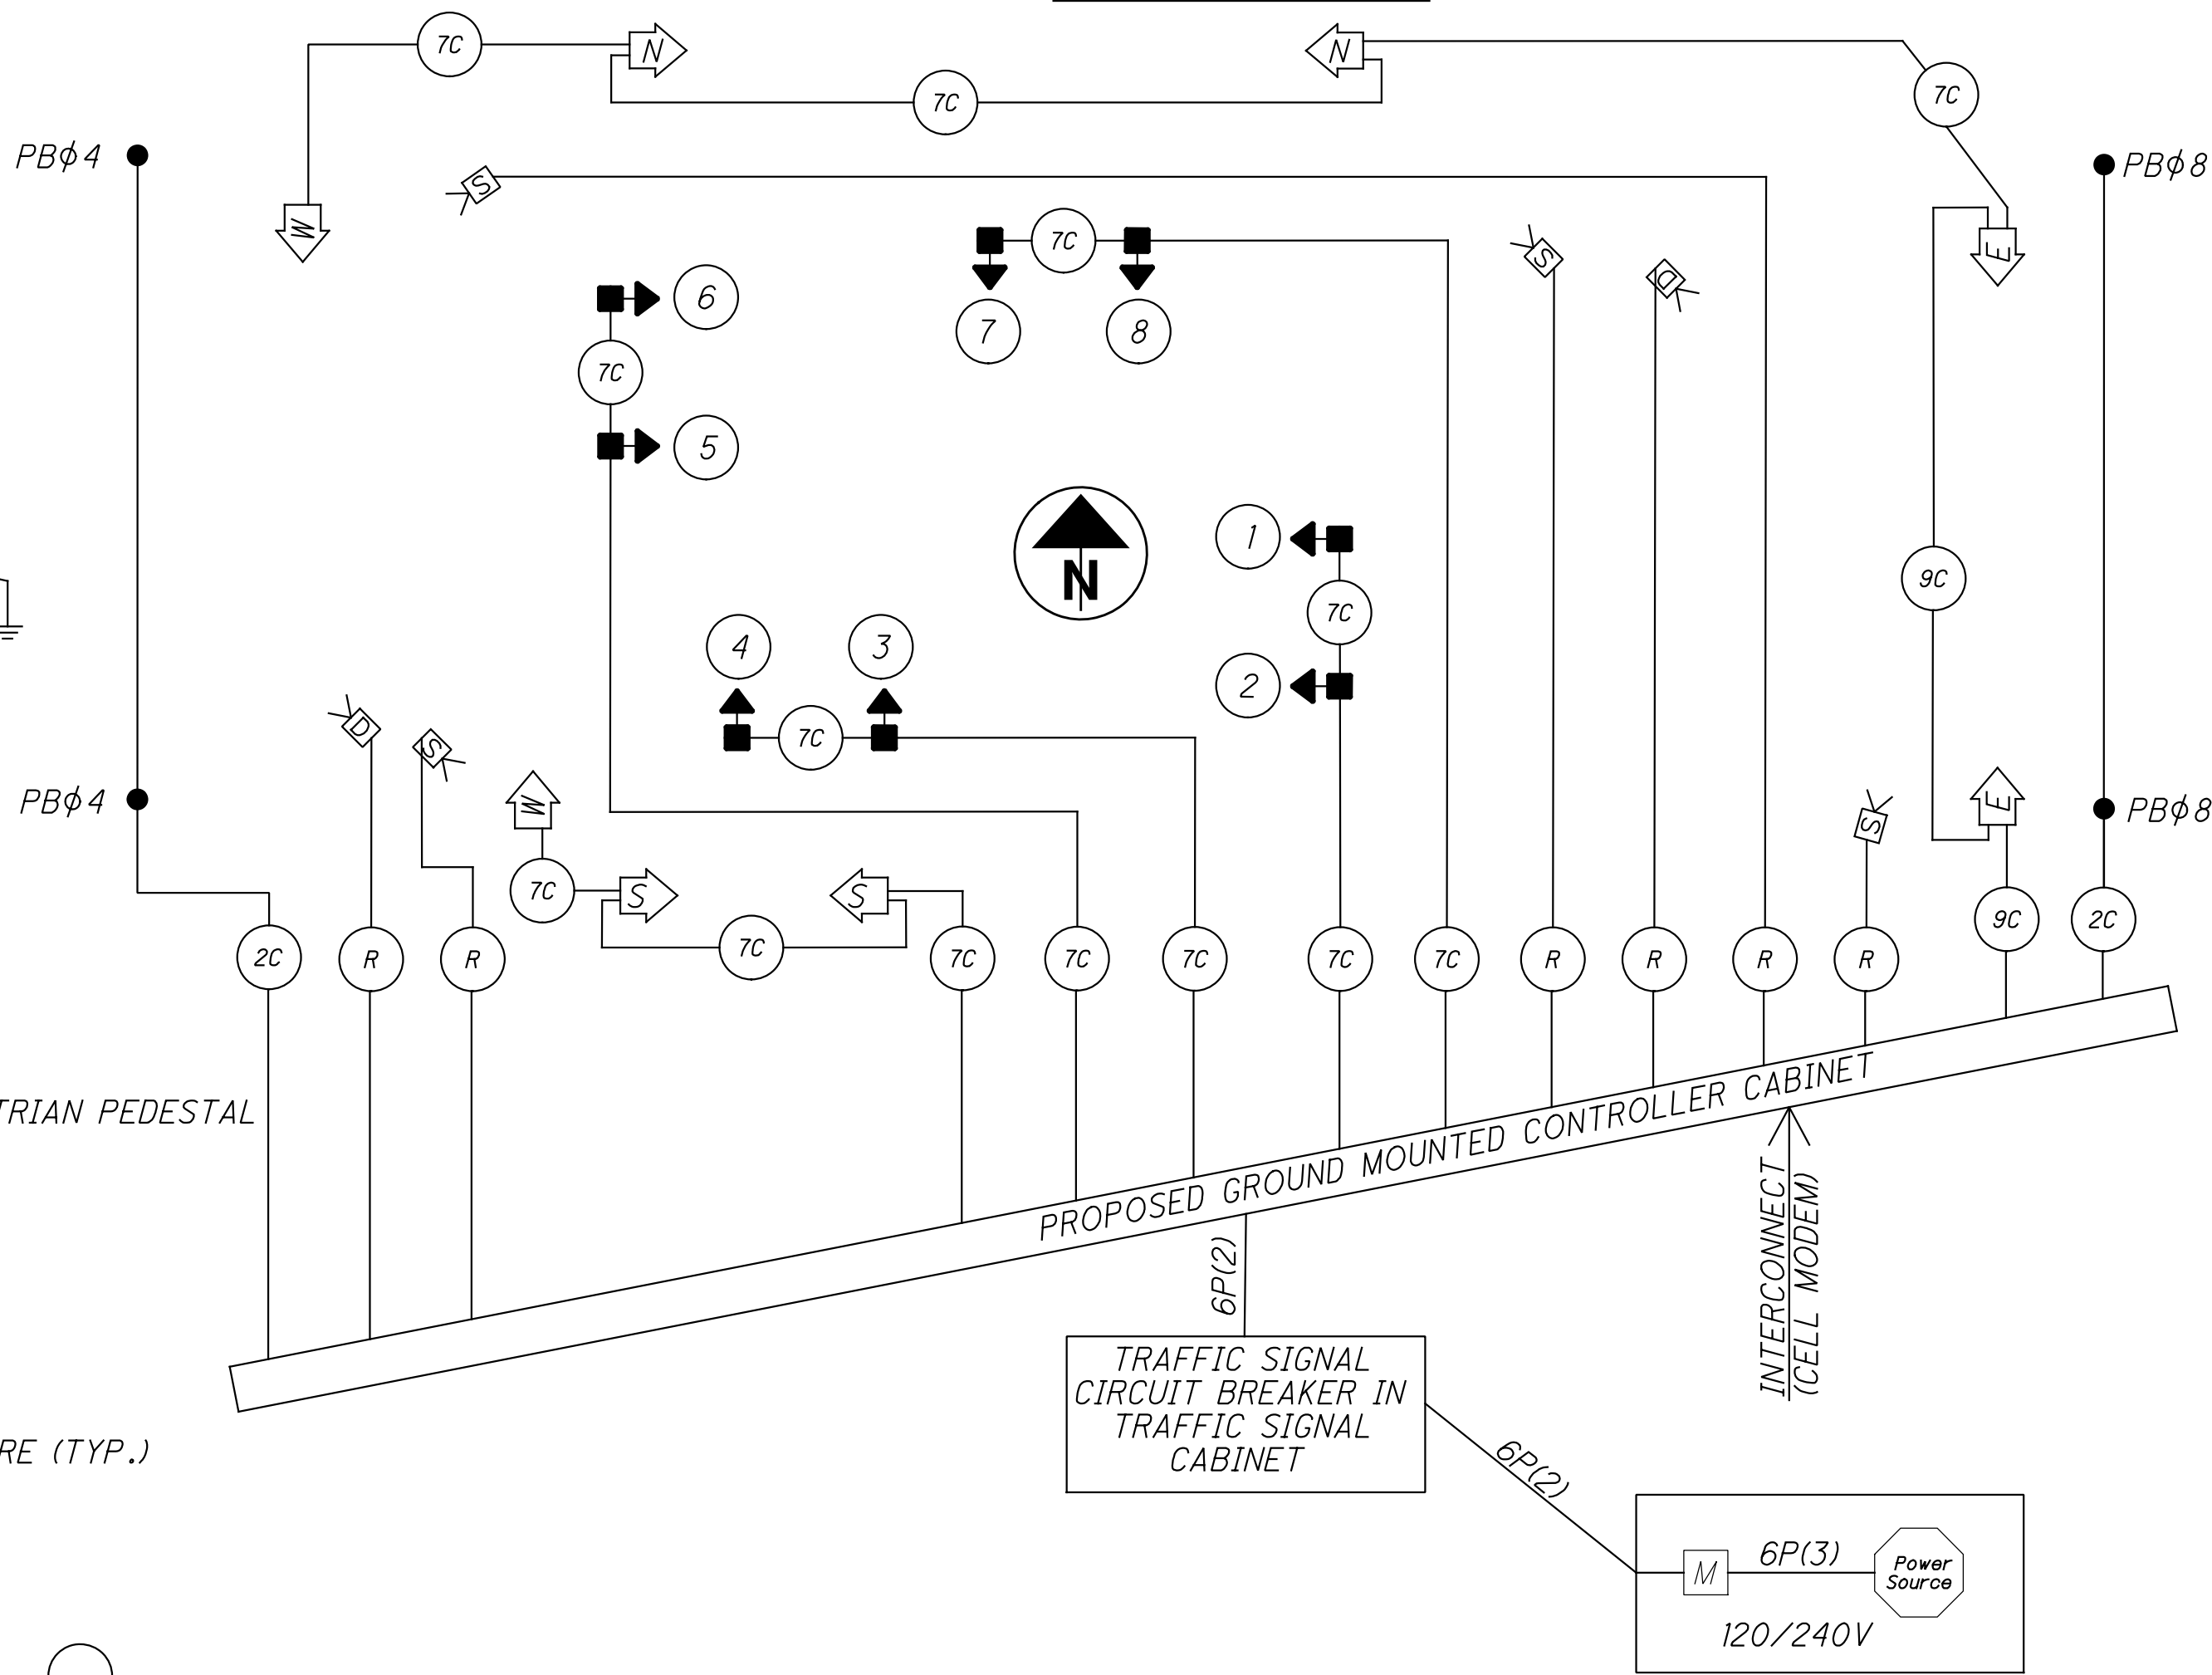 7C
N
N
7C
7C
PBϕ4
PBϕ8
S
W
E
7C
S
D
6
7
8
7C
5
1
9C
7C
N
4
3
2
D
S
7C
W
E
PBϕ4
PBϕ8
S
7C
S
S
7C
9C
2C
2C
R
R
7C
7C
7C
7C
7C
R
R
R
R
TRIAN PEDESTAL
PROPOSED GROUND MOUNTED CONTROLLER CABINET
6P(2)
INTERCONNECT
(CELL MODEM)
TRAFFIC SIGNAL
CIRCUIT BREAKER IN
TRAFFIC SIGNAL
CABINET
RE (TYP.)
6P(2)
M
6P(3)
Power
Source
120/240V